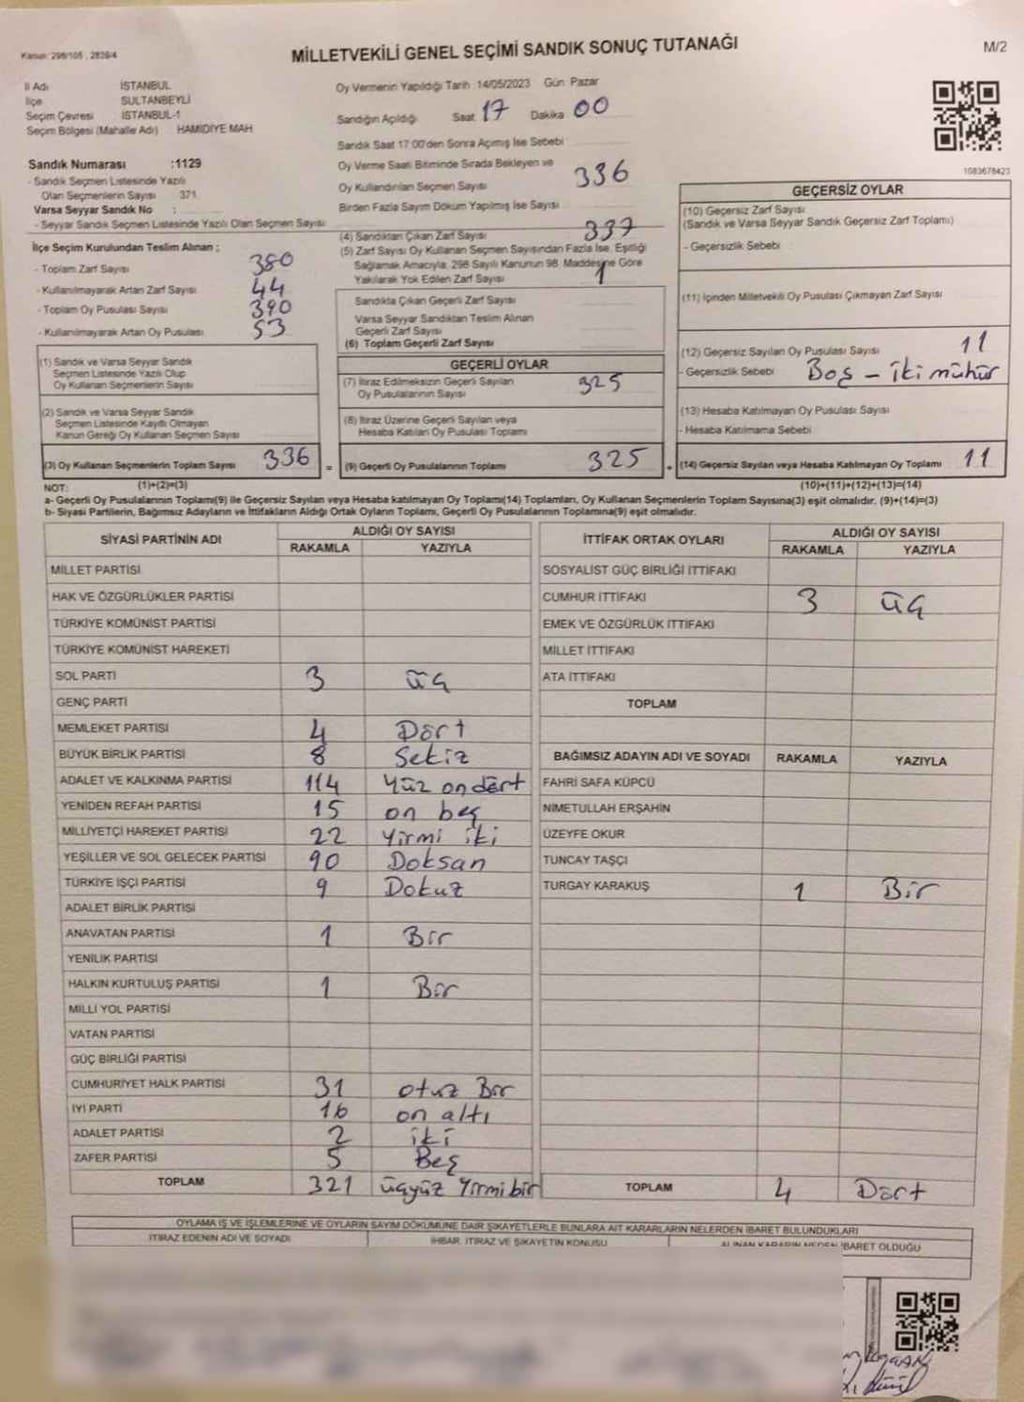 Kanun: 298/105 , 2839/4
MİLLETVEKİLİ GENEL SEÇİMİ SANDIK SONUÇ TUTANAĞI
M/2
İl Adı İSTANBUL
İlçe SULTANBEYLİ
Seçim Çevresi İSTANBUL-1
Seçim Bölgesi (Mahalle Adı) HAMİDİYE MAH
Sandık Numarası :1129
- Sandık Seçmen Listesinde Yazılı
Olan Seçmenlerin Sayısı 371
Varsa Seyyar Sandık No :
- Seyyar Sandık Seçmen Listesinde Yazılı Olan Seçmen Sayısı
İlçe Seçim Kurulundan Teslim Alınan ;
- Toplam Zarf Sayısı 380
- Kullanılmayarak Artan Zarf Sayısı 44
- Toplam Oy Pusulası Sayısı 390
- Kullanılmayarak Artan Oy Pusulası 53
Oy Vermenin Yapıldığı Tarih :14/05/2023 Gün Pazar
Sandığın Açıldığı Saat 17 Dakika 00
Sandık Saat 17:00'den Sonra Açılmış İse Sebebi
Oy Verme Saati Bitiminde Sırada Bekleyen ve
Oy Kullandırılan Seçmen Sayısı 336
Birden Fazla Sayım Döküm Yapılmış İse Sayısı
(4) Sandıktan Çıkan Zarf Sayısı 337
(5) Zarf Sayısı Oy Kullanan Seçmen Sayısından Fazla İse, Eşitliği
Sağlamak Amacıyla, 298 Sayılı Kanunun 98. Maddesine Göre
Yakılarak Yok Edilen Zarf Sayısı 1
Sandıkta Çıkan Geçerli Zarf Sayısı
Varsa Seyyar Sandıktan Teslim Alınan
Geçerli Zarf Sayısı
(6) Toplam Geçerli Zarf Sayısı
1083678423
GEÇERSİZ OYLAR
(10) Geçersiz Zarf Sayısı
(Sandık ve Varsa Seyyar Sandık Geçersiz Zarf Toplamı)
- Geçersizlik Sebebi
(11) İçinden Milletvekili Oy Pusulası Çıkmayan Zarf Sayısı
(12) Geçersiz Sayılan Oy Pusulası Sayısı 11
- Geçersizlik Sebebi Boş - iki mühür
(13) Hesaba Katılmayan Oy Pusulası Sayısı
- Hesaba Katılmama Sebebi
(14) Geçersiz Sayılan veya Hesaba Katılmayan Oy Toplamı 11
(10)+(11)+(12)+(13)=(14)
(1) Sandık ve Varsa Seyyar Sandık
Seçmen Listesinde Yazılı Olup
Oy Kullanan Seçmenlerin Sayısı
(2) Sandık ve Varsa Seyyar Sandık
Seçmen Listesinde Kayıtlı Olmayan
Kanun Gereği Oy Kullanan Seçmen Sayısı
(3) Oy Kullanan Seçmenlerin Toplam Sayısı 336 =
(1)+(2)=(3)
GEÇERLİ OYLAR
(7) İtiraz Edilmeksizin Geçerli Sayılan
Oy Pusulalarının Sayısı 325
(8) İtiraz Üzerine Geçerli Sayılan veya
Hesaba Katılan Oy Pusulası Toplamı
(9) Geçerli Oy Pusulalarının Toplamı 325 +
NOT:
a- Geçerli Oy Pusulalarının Toplamı(9) ile Geçersiz Sayılan veya Hesaba katılmayan Oy Toplamı(14) Toplamları, Oy Kullanan Seçmenlerin Toplam Sayısına(3) eşit olmalıdır. (9)+(14)=(3)
b- Siyasi Partilerin, Bağımsız Adayların ve İttifakların Aldığı Ortak Oyların Toplamı, Geçerli Oy Pusulalarının Toplamına(9) eşit olmalıdır.
SİYASİ PARTİNİN ADI ALDIĞI OY SAYISI
RAKAMLA YAZIYLA
MİLLET PARTİSİ
HAK VE ÖZGÜRLÜKLER PARTİSİ
TÜRKİYE KOMÜNİST PARTİSİ
TÜRKİYE KOMÜNİST HAREKETİ
SOL PARTİ 3 üç
GENÇ PARTİ
MEMLEKET PARTİSİ 4 Dört
BÜYÜK BİRLİK PARTİSİ 8 Sekiz
ADALET VE KALKINMA PARTİSİ 114 Yüz ondört
YENİDEN REFAH PARTİSİ 15 on beş
MİLLİYETÇİ HAREKET PARTİSİ 22 Yirmi iki
YEŞİLLER VE SOL GELECEK PARTİSİ 90 Doksan
TÜRKİYE İŞÇİ PARTİSİ 9 Dokuz
ADALET BİRLİK PARTİSİ
ANAVATAN PARTİSİ 1 Bir
YENİLİK PARTİSİ
HALKIN KURTULUŞ PARTİSİ 1 Bir
MİLLİ YOL PARTİSİ
VATAN PARTİSİ
GÜÇ BİRLİĞİ PARTİSİ
CUMHURİYET HALK PARTİSİ 31 otuz Bir
İYİ PARTİ 16 on altı
ADALET PARTİSİ 2 iki
ZAFER PARTİSİ 5 Beş
TOPLAM 321 üçyüz Yirmi bir
İTTİFAK ORTAK OYLARI ALDIĞI OY SAYISI
RAKAMLA YAZIYLA
SOSYALİST GÜÇ BİRLİĞİ İTTİFAKI
CUMHUR İTTİFAKI 3 üç
EMEK VE ÖZGÜRLÜK İTTİFAKI
MİLLET İTTİFAKI
ATA İTTİFAKI
TOPLAM
BAĞIMSIZ ADAYIN ADI VE SOYADI RAKAMLA YAZIYLA
FAHRİ SAFA KÜPCÜ
NİMETULLAH ERŞAHİN
ÜZEYFE OKUR
TUNCAY TAŞÇI
TURGAY KARAKUŞ 1 Bir
TOPLAM 4 Dört
OYLAMA İŞ VE İŞLEMLERİNE VE OYLARIN SAYIM DÖKÜMÜNE DAİR ŞİKAYETLERLE BUNLARA AİT KARARLARIN NELERDEN İBARET BULUNDUKLARI
İTİRAZ EDENİN ADI VE SOYADI İHBAR, İTİRAZ VE ŞİKAYETİN KONUSU ALINAN KARARIN NEDEN İBARET OLDUĞU